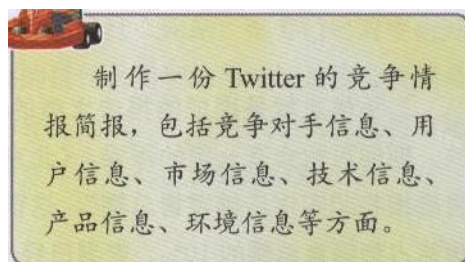 制作一份 Twitter 的竞争情
报简报，包括竞争对手信息、用
户信息、市场信息、技术信息、
产品信息、环境信息等方面。